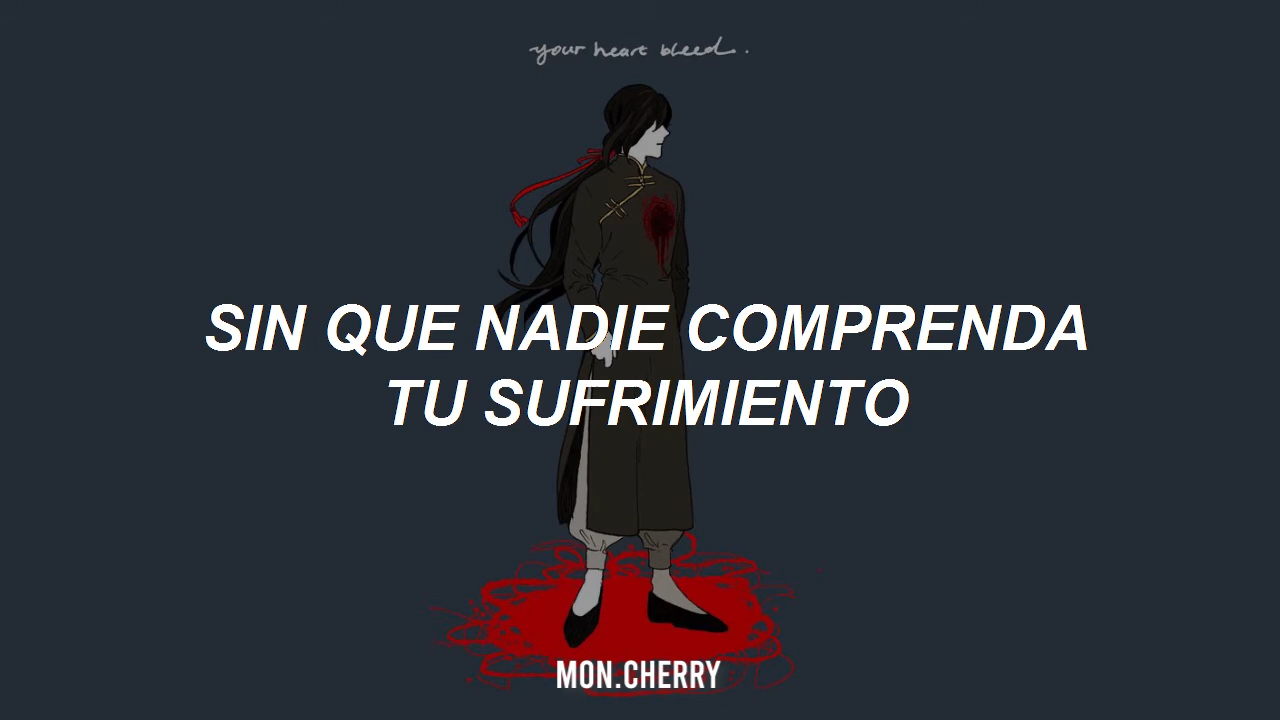 your heart bleed.
SIN QUE NADIE COMPRENDA
TU SUFRIMIENTO
MON.CHERRY